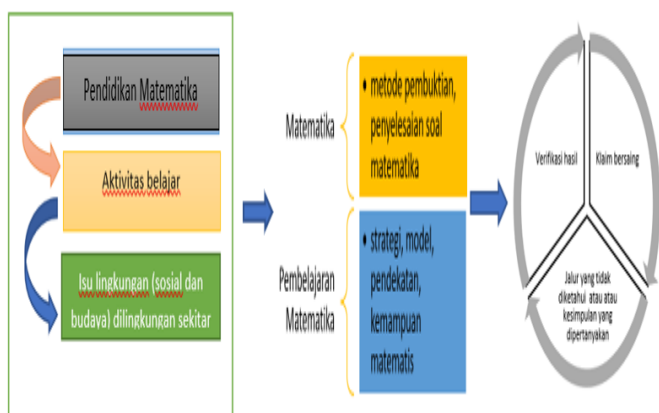 Pendidikan Matematika
Aktivitas belajar
Isu lingkungan (sosial dan
budaya) dilingkungan sekitar
Matematika
• metode pembuktian,
penyelesaian soal
matematika
Pembelajaran
Matematika
• strategi, model,
pendekatan,
kemampuan
matematis
Verifikasi hasil
Klaim bersaing
Jalur yang tidak
diketahui atau atau
kesimpulan yang
dipertanyakan